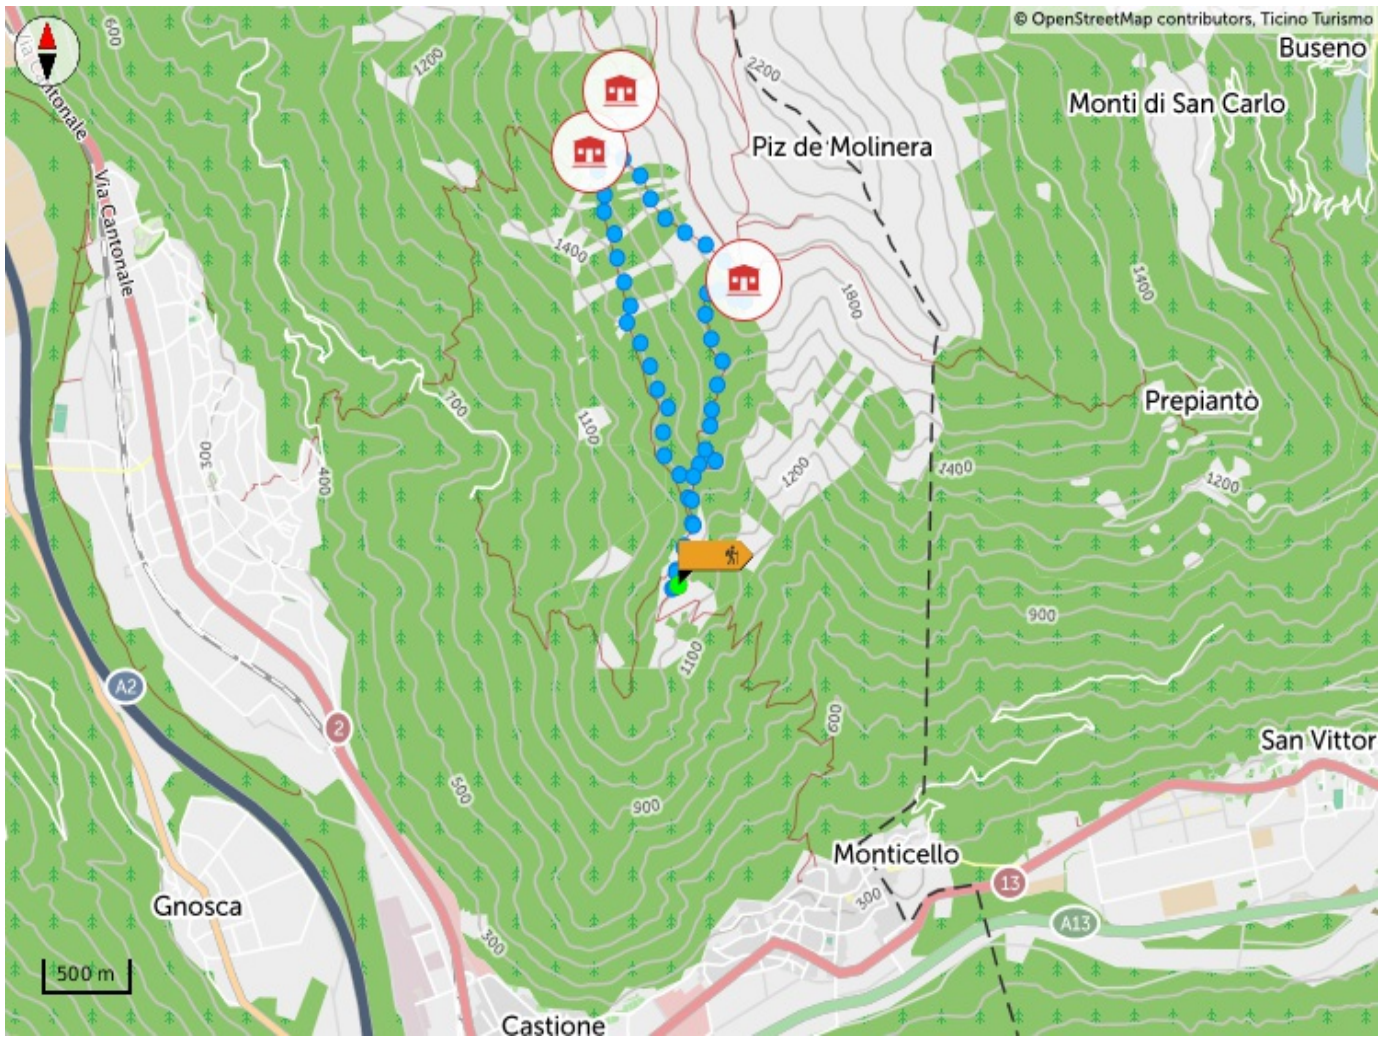 © OpenStreetMap contributors, Ticino Turismo
600
Buseno
1200
2200
Via Cantonale
Monti di San Carlo
Piz de Molinera
Via Cantonale
1400
1400
1800
700
Prepiantò
1100
300
400
1200
1400
1200
900
1100
A2
600
2
San Vittor
500
900
Monticello
13
300
Gnosca
A13
300
500 m
Castione